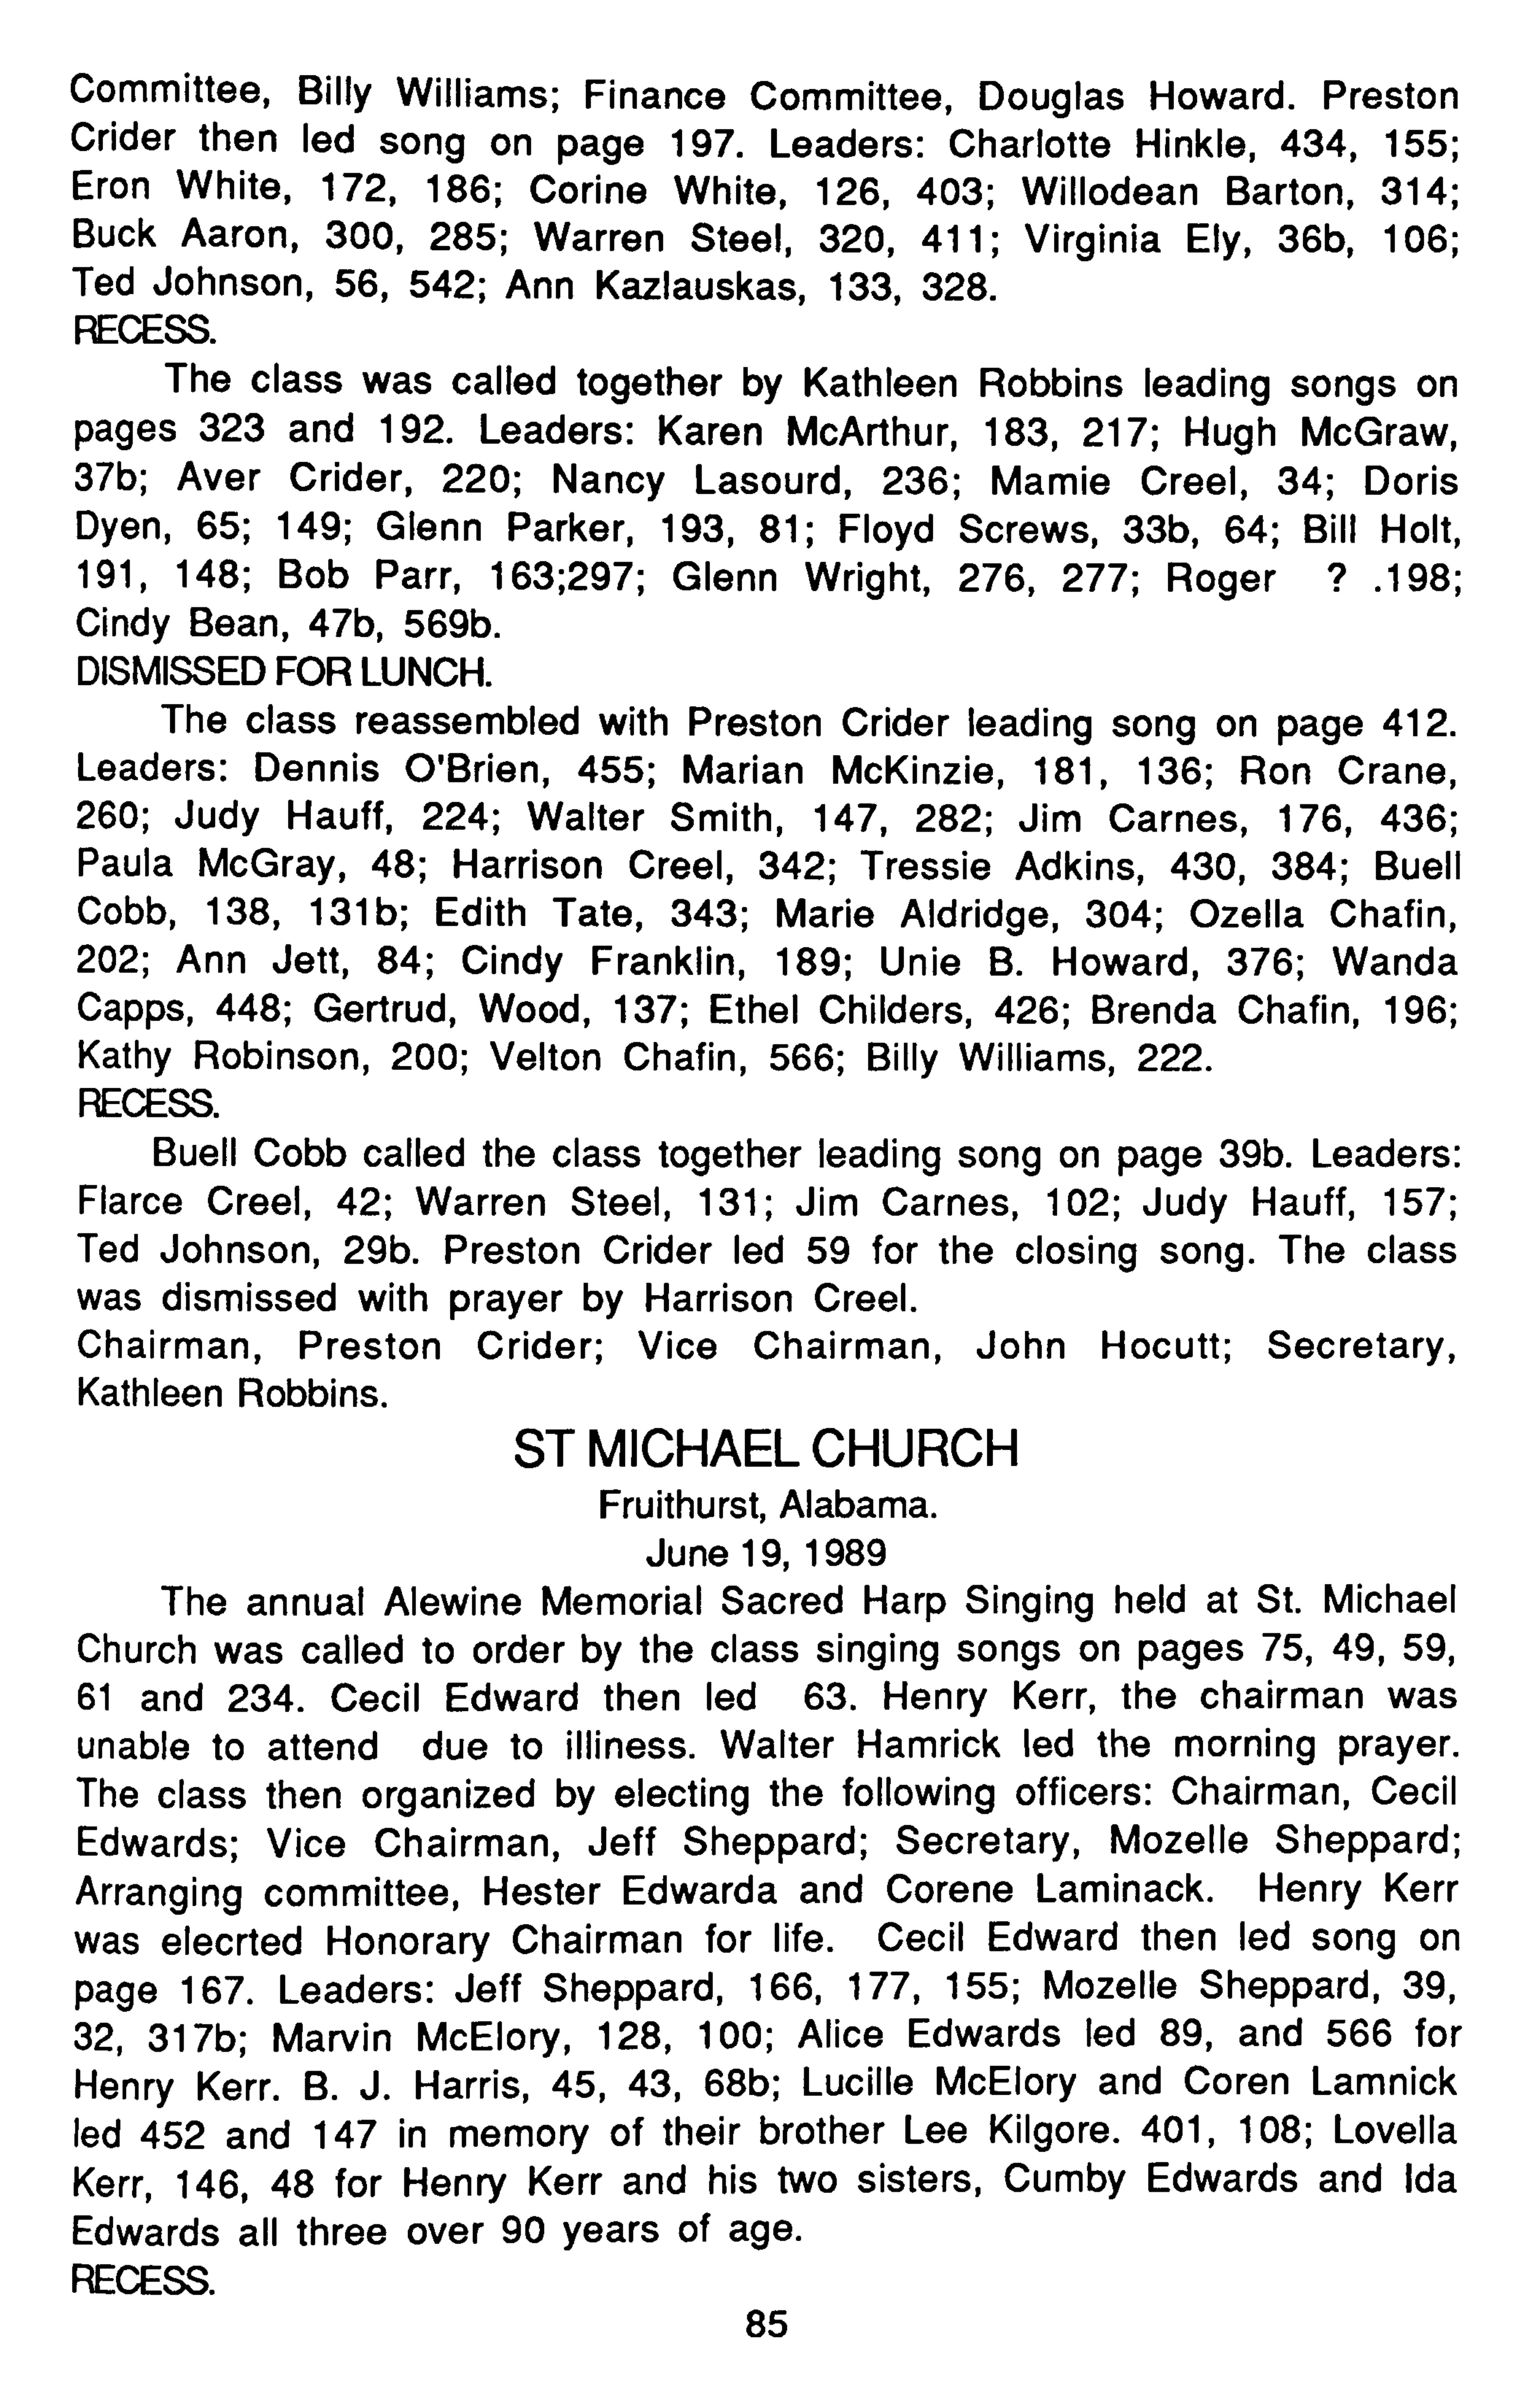 Committee, Billy Williams; Finance Committee, Douglas Howard. Preston
Crider then led song on page 197. Leaders: Charlotte Hinkle, 434, 155;
Eron White, 172, 186; Corine White, 126, 403; Willodean Barton, 314;
Buck Aaron, 300, 285; Warren Steel, 320, 411; Virginia Ely, 36b, 106;
Ted Johnson, 56, 542; Ann Kazlauskas, 133, 328.
RECESS.
The class was called together by Kathleen Robbins leading songs on
pages 323 and 192. Leaders: Karen McArthur, 183, 217; Hugh McGraw,
37b; Aver Crider, 220; Nancy Lasourd, 236; Mamie Creel, 34; Doris
Dyen, 65; 149; Glenn Parker, 193, 81; Floyd Screws, 33b, 64; Bill Holt,
191, 148; Bob Parr, 163;297; Glenn Wright, 276, 277; Roger ? .198;
Cindy Bean, 47b, 569b.
DISMISSED FOR LUNCH.
The class reassembled with Preston Crider leading song on page 412.
Leaders: Dennis O'Brien, 455; Marian McKinzie, 181, 136; Ron Crane,
260; Judy Hauff, 224; Walter Smith, 147, 282; Jim Carnes, 176, 436;
Paula McGray, 48; Harrison Creel, 342; Tressie Adkins, 430, 384; Buell
Cobb, 138, 131b; Edith Tate, 343; Marie Aldridge, 304; Ozella Chafin,
202; Ann Jett, 84; Cindy Franklin, 189; Unie B. Howard, 376; Wanda
Capps, 448; Gertrud, Wood, 137; Ethel Childers, 426; Brenda Chafin, 196;
Kathy Robinson, 200; Velton Chafin, 566; Billy Williams, 222.
RECESS.
Buell Cobb called the class together leading song on page 39b. Leaders:
Flarce Creel, 42; Warren Steel, 131; Jim Carnes, 102; Judy Hauff, 157;
Ted Johnson, 29b. Preston Crider led 59 for the closing song. The class
was dismissed with prayer by Harrison Creel.
Chairman, Preston Crider; Vice Chairman, John Hocutt; Secretary,
Kathleen Robbins.
ST MICHAEL CHURCH
Fruithurst, Alabama.
June 19, 1989
The annual Alewine Memorial Sacred Harp Singing held at St. Michael
Church was called to order by the class singing songs on pages 75, 49, 59,
61 and 234. Cecil Edward then led 63. Henry Kerr, the chairman was
unable to attend due to illiness. Walter Hamrick led the morning prayer.
The class then organized by electing the following officers: Chairman, Cecil
Edwards; Vice Chairman, Jeff Sheppard; Secretary, Mozelle Sheppard;
Arranging committee, Hester Edwarda and Corene Laminack. Henry Kerr
was elecrted Honorary Chairman for life. Cecil Edward then led song on
page 167. Leaders: Jeff Sheppard, 166, 177, 155; Mozelle Sheppard, 39,
32, 317b; Marvin McElory, 128, 100; Alice Edwards led 89, and 566 for
Henry Kerr. B. J. Harris, 45, 43, 68b; Lucille McElory and Coren Lamnick
led 452 and 147 in memory of their brother Lee Kilgore. 401, 108; Lovella
Kerr, 146, 48 for Henry Kerr and his two sisters, Cumby Edwards and Ida
Edwards all three over 90 years of age.
RECESS.
85